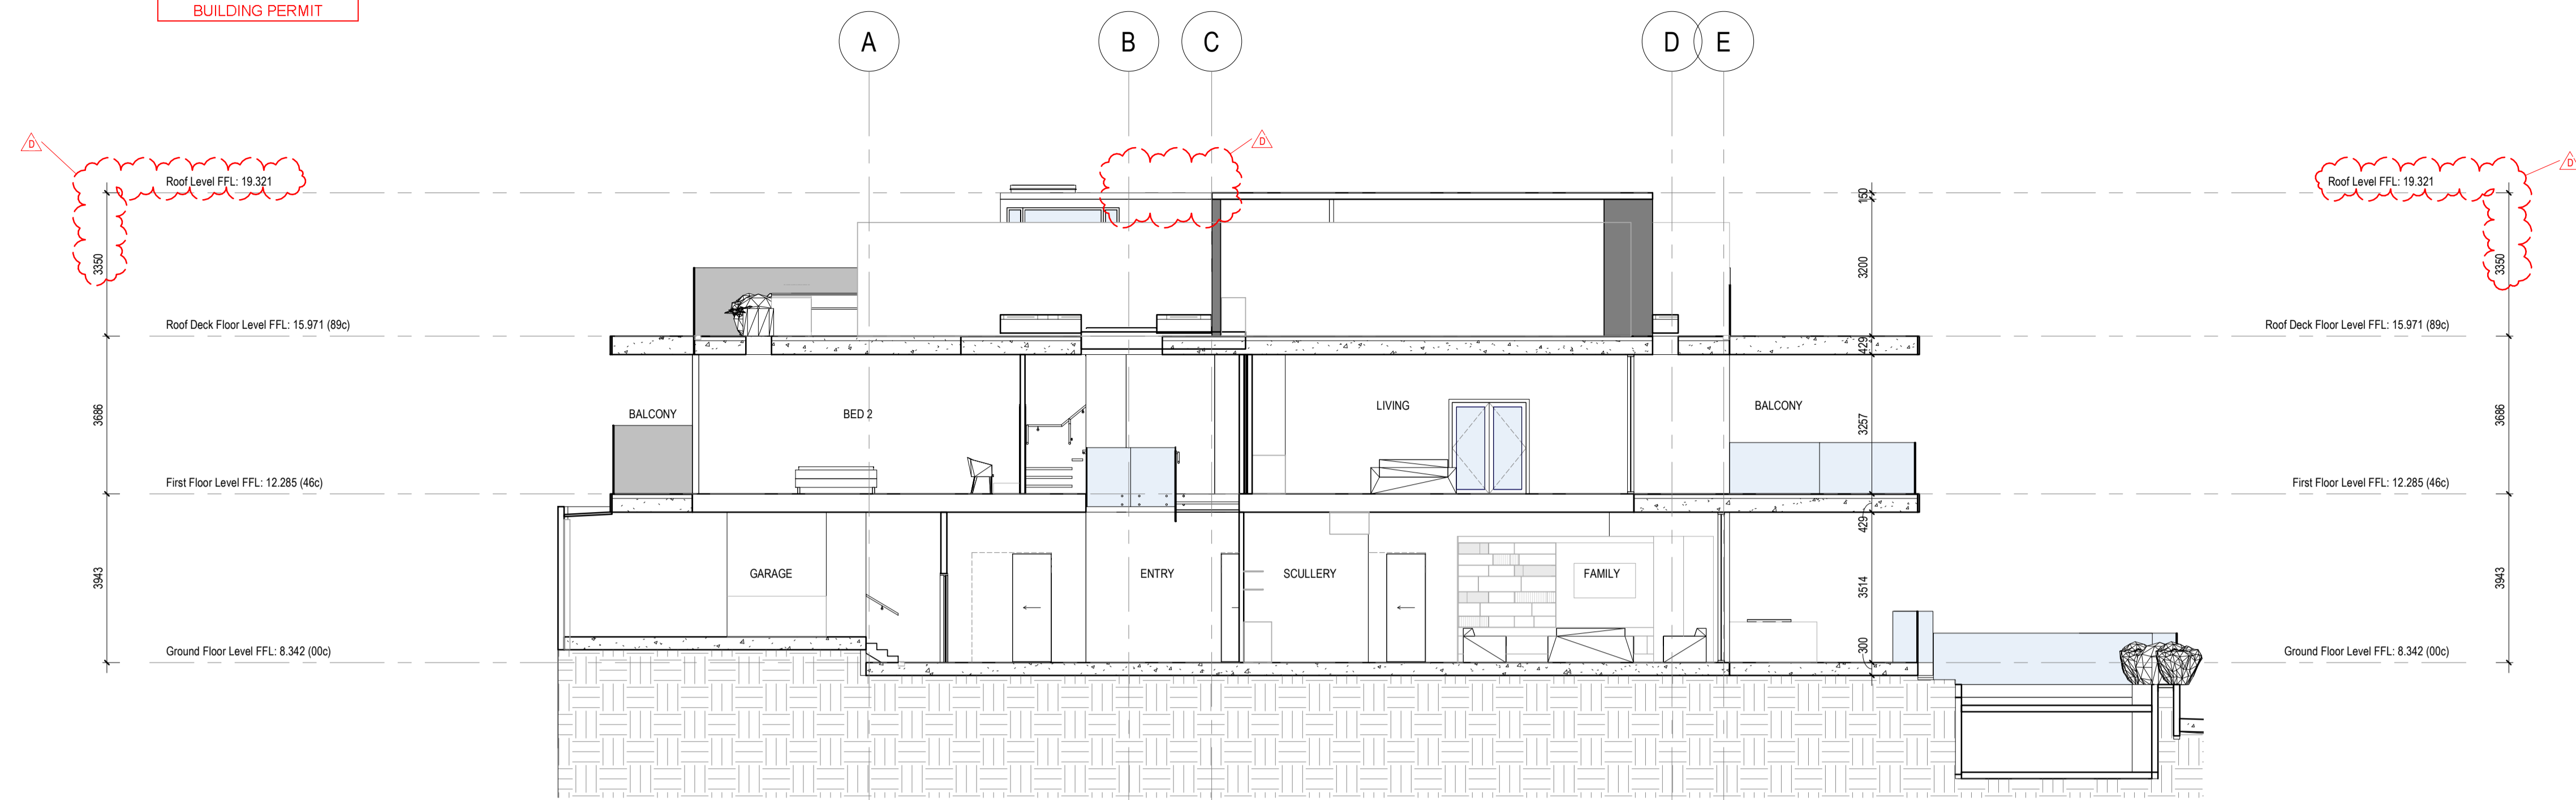 BUILDING PERMIT
A
B
C
D
E
D
D
D
Roof Level FFL: 19.321
Roof Level FFL: 19.321
150
3350
3200
3350
Roof Deck Floor Level FFL: 15.971 (89c)
Roof Deck Floor Level FFL: 15.971 (89c)
429
3686
BALCONY
BED 2
LIVING
BALCONY
3257
3686
First Floor Level FFL: 12.285 (46c)
First Floor Level FFL: 12.285 (46c)
429
3943
GARAGE
ENTRY
SCULLERY
FAMILY
3514
3943
300
Ground Floor Level FFL: 8.342 (00c)
Ground Floor Level FFL: 8.342 (00c)